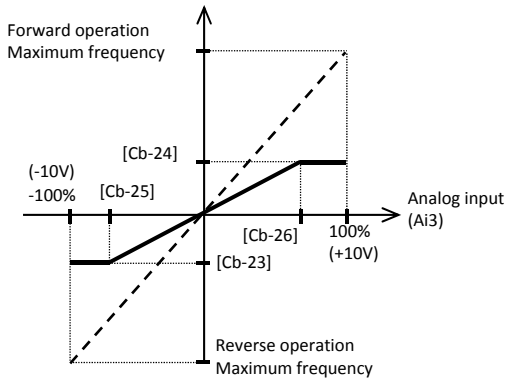 Forward operation
Maximum frequency
[Cb-24]
(-10V)
-100%
[Cb-25]
Analog input
(Ai3)
[Cb-26]
100%
(+10V)
[Cb-23]
Reverse operation
Maximum frequency